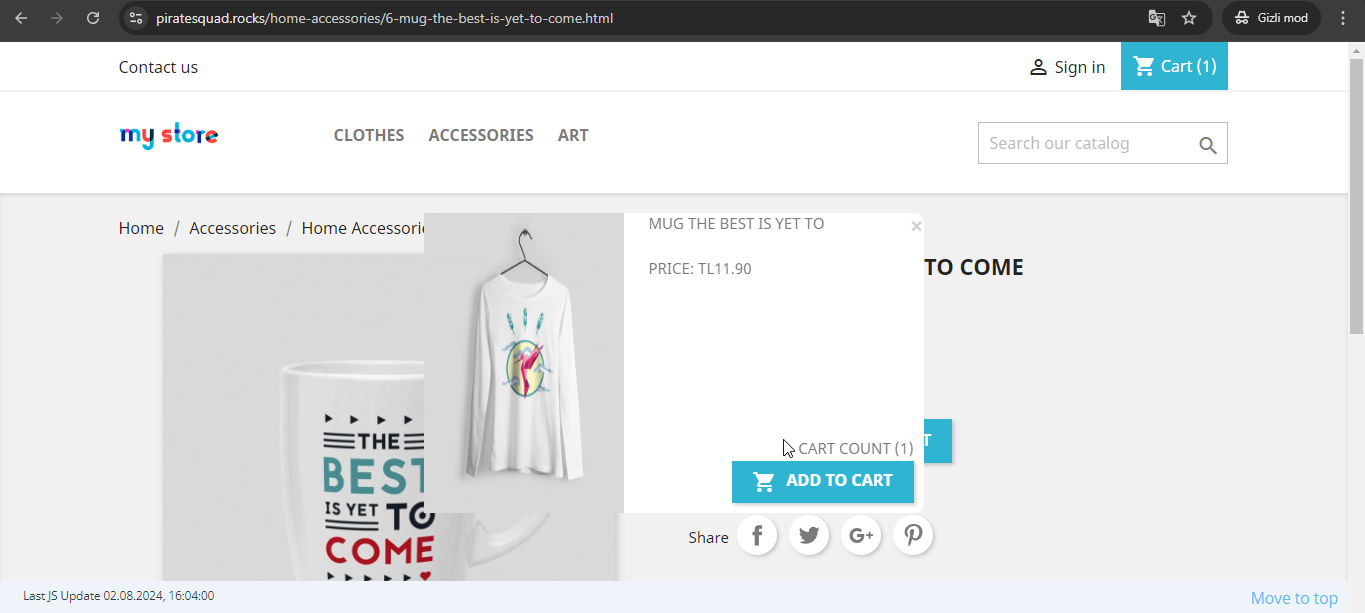 piratesquad.rocks/home-accessories/6-mug-the-best-is-yet-to-come.html
Gizli mod
Contact us
Sign in
Cart (1)
my store
CLOTHES
ACCESSORIES
ART
Search our catalog
Home / Accessories / Home Accessorie
TO COME
MUG THE BEST IS YET TO
×
PRICE: TL11.90
THE
BEST
IS YET TO
COME
CART COUNT (1)
ADD TO CART
T
Share
Last JS Update 02.08.2024, 16:04:00
Move to top